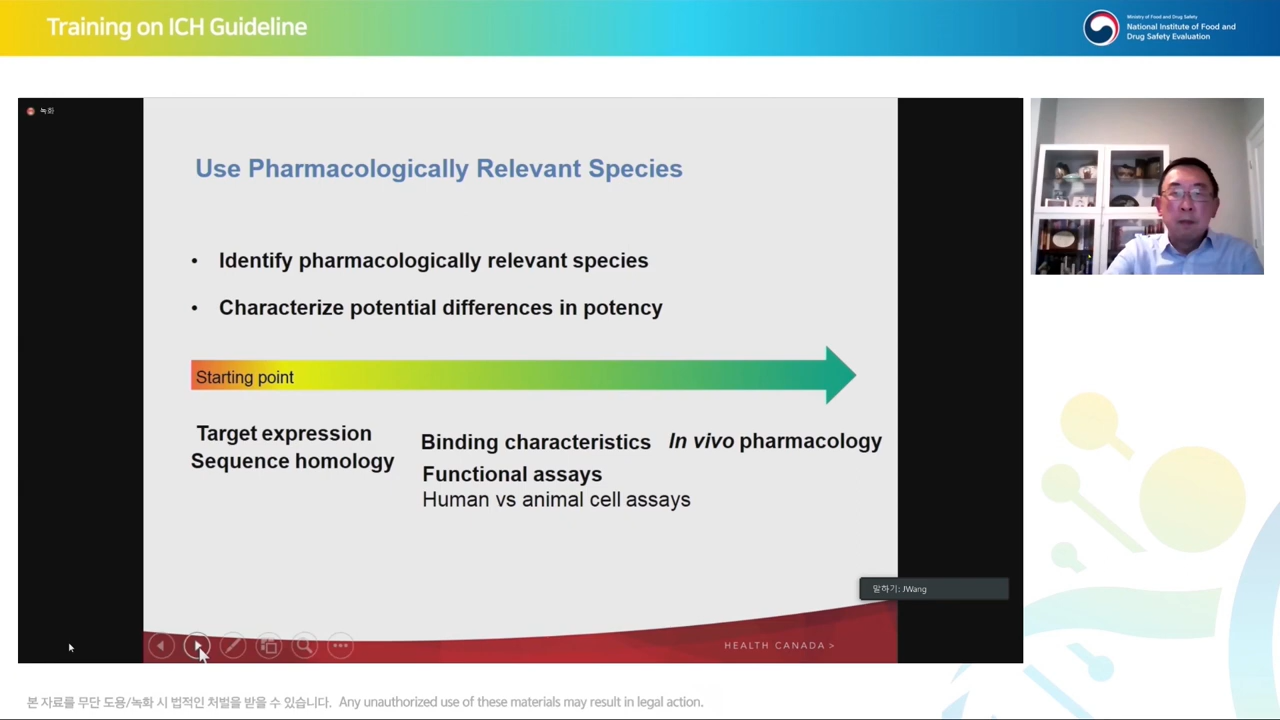 Training on ICH Guideline
Ministry of Food and Drug Safety
National Institute of Food and
Drug Safety Evaluation
녹화
Use Pharmacologically Relevant Species
• Identify pharmacologically relevant species
• Characterize potential differences in potency
Starting point
Target expression
Sequence homology
Binding characteristics
Functional assays
Human vs animal cell assays
In vivo pharmacology
말하기: JWang
HEALTH CANADA >
본 자료를 무단 도용/녹화 시 법적인 처벌을 받을 수 있습니다. Any unauthorized use of these materials may result in legal action.